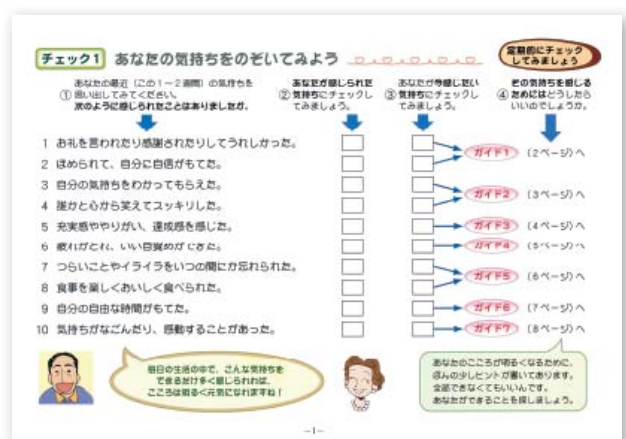 チェック1 あなたの気持ちをのぞいてみよう
定期的にチェック
してみましょう
① あなたの最近（この1〜2週間）の気持ちを
思い出してみてください。
次のように感じられたことはありましたか。
② あなたが感じられた
気持ちにチェックし
てみましょう。
③ あなたが今感じたい
気持ちにチェックし
てみましょう。
④ その気持ちを感じる
ためにはどうしたら
いいのでしょうか。
1 お礼を言われたり感謝されたりしてうれしかった。
2 ほめられて、自分に自信がもてた。
ガイド1 (2ページ)へ
3 自分の気持ちをわかってもらえた。
4 誰かと心から笑えてスッキリした。
ガイド2 (3ページ)へ
5 充実感ややりがい、達成感を感じた。
ガイド3 (4ページ)へ
6 疲れがとれ、いい目覚めができた。
ガイド4 (5ページ)へ
7 つらいことやイライラをいつの間にか忘れられた。
8 食事を楽しくおいしく食べられた。
ガイド5 (6ページ)へ
9 自分の自由な時間がもてた。
ガイド6 (7ページ)へ
10 気持ちがなごんだり、感動することがあった。
ガイド7 (8ページ)へ
毎日の生活の中で、こんな気持ちを
できるだけ多く感じられれば、
こころは明るく元気になれますね！
あなたのこころが明るくなるために、
ほんの少しヒントが書いてあります。
全部できなくてもいいんです。
あなたができることを探しましょう。
−1−